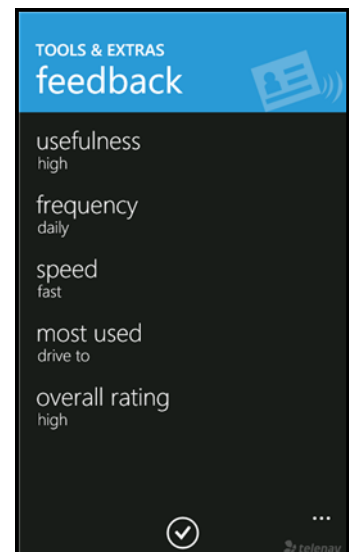 TOOLS & EXTRAS
feedback
usefulness
high
frequency
daily
speed
fast
most used
drive to
overall rating
high
...
telenav